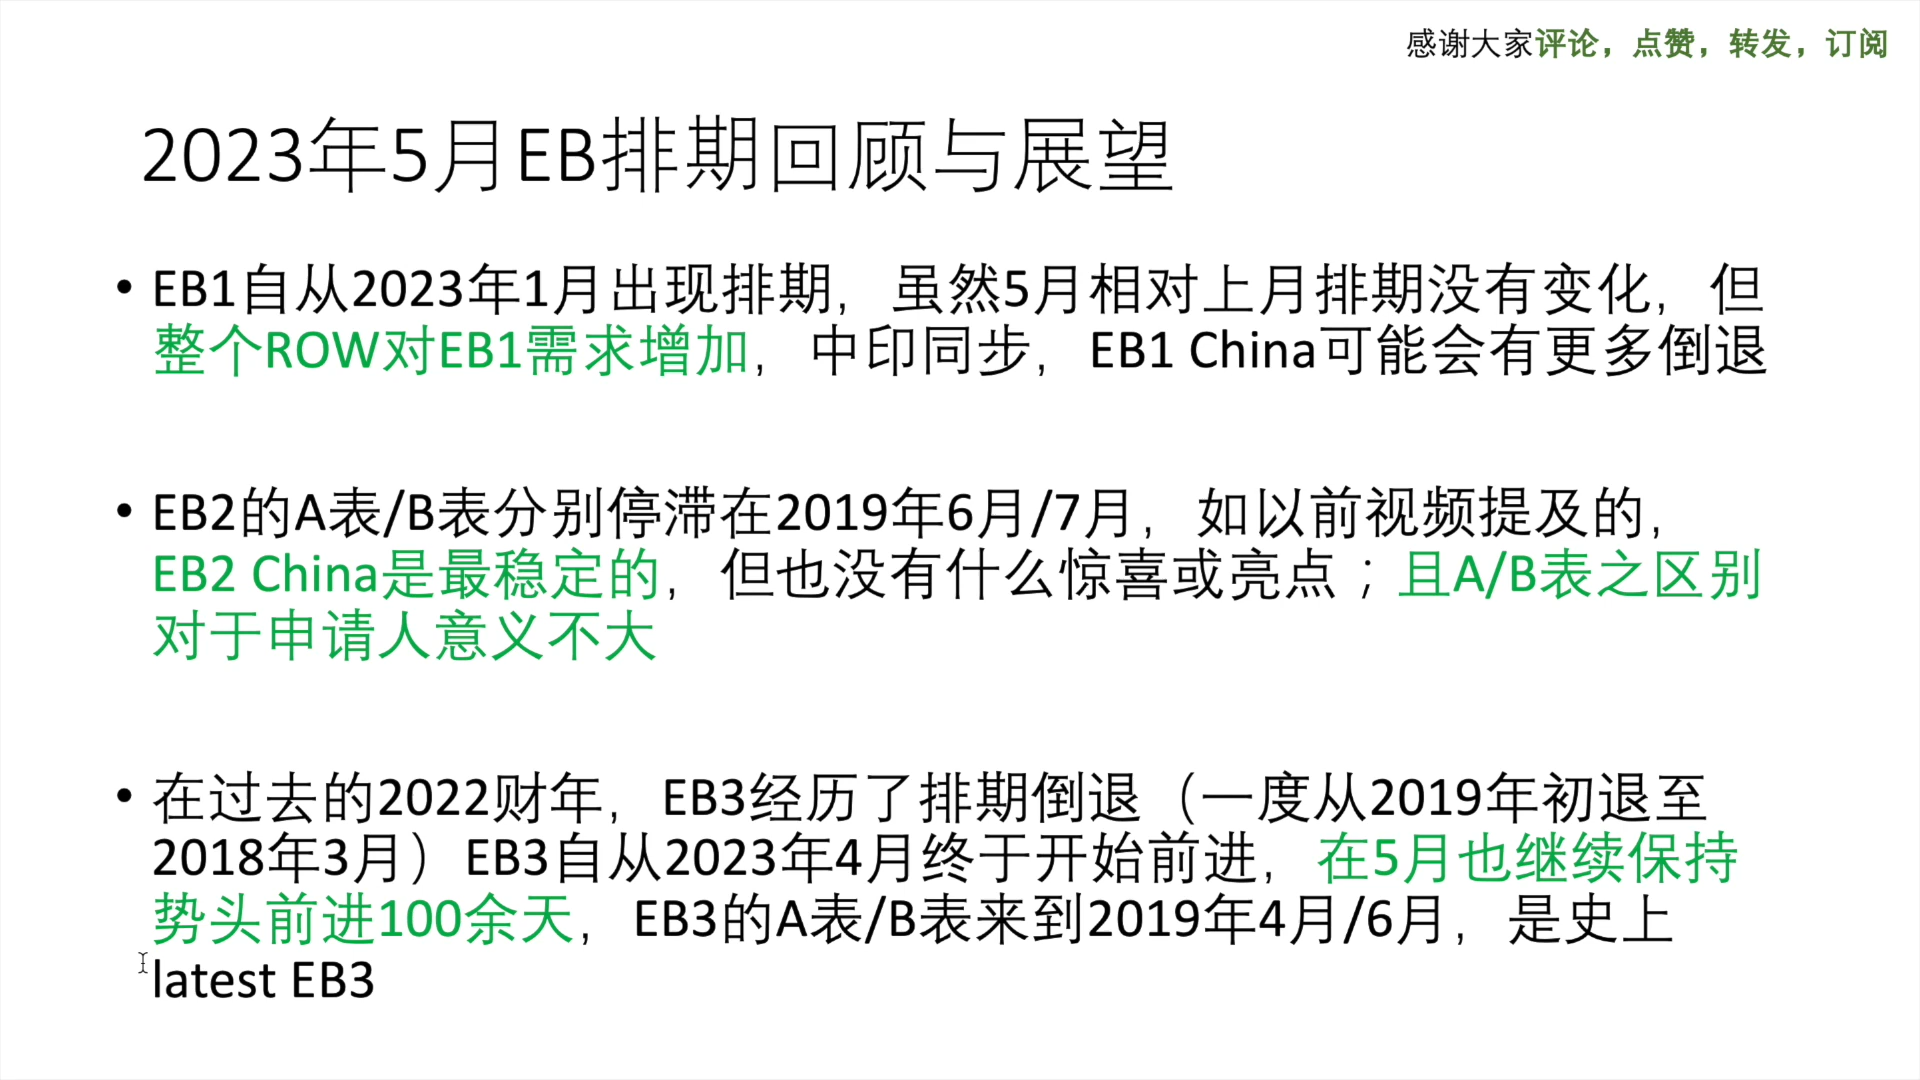 感谢大家评论，点赞，转发，订阅
2023年5月EB排期回顾与展望
• EB1自从2023年1月出现排期，虽然5月相对上月排期没有变化，但
整个ROW对EB1需求增加，中印同步，EB1 China可能会有更多倒退
• EB2的A表/B表分别停滞在2019年6月/7月，如以前视频提及的，
EB2 China是最稳定的，但也没有什么惊喜或亮点；且A/B表之区别
对于申请人意义不大
• 在过去的2022财年，EB3经历了排期倒退（一度从2019年初退至
2018年3月）EB3自从2023年4月终于开始前进，在5月也继续保持
势头前进100余天，EB3的A表/B表来到2019年4月/6月，是史上
latest EB3